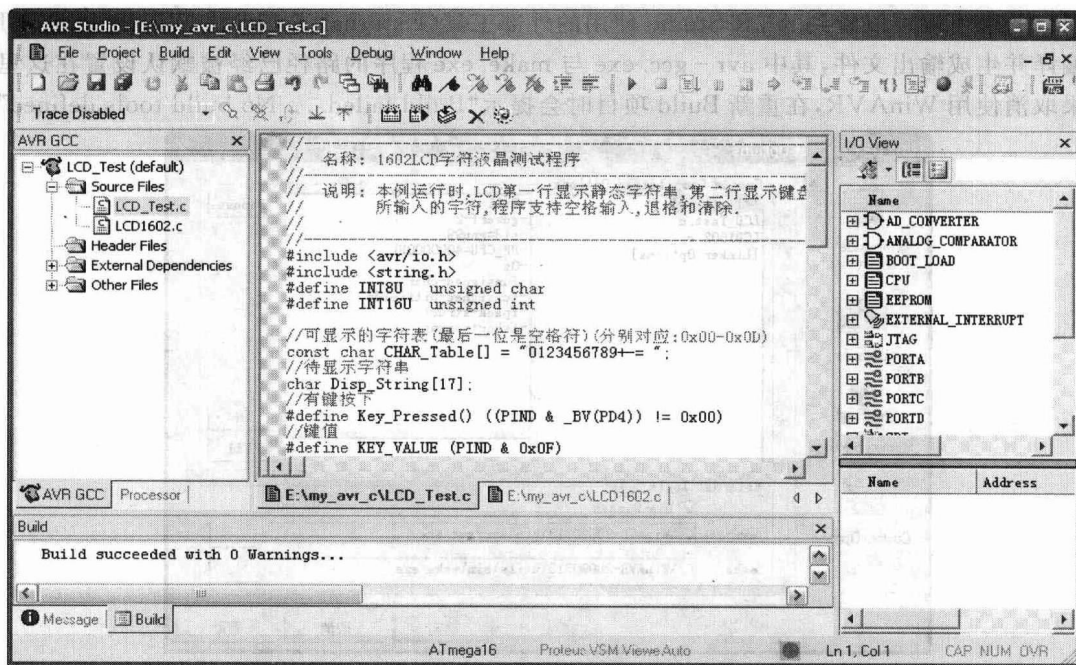 AVR Studio - [E:\my_avr_c\LCD_Test.c]
File Project Build Edit View Tools Debug Window Help
Trace Disabled
AVR GCC
LCD_Test (default)
Source Files
LCD_Test.c
LCD1602.c
Header Files
External Dependencies
Other Files
AVR GCC Processor
//
// 名称: 1602LCD字符液晶测试程序
//
// 说明: 本例运行时,LCD第一行显示静态字符串,第二行显示键盘
// 所输入的字符,程序支持空格输入,退格和清除.
//
//
#include <avr/io.h>
#include <string.h>
#define INT8U unsigned char
#define INT16U unsigned int
//可显示的字符表(最后一位是空格符)(分别对应:0x00-0x0D)
const char CHAR_Table[] = "0123456789+-= ";
//待显示字符串
char Disp_String[17];
//有键按下
#define Key_Pressed() ((PIND & _BV(PD4)) != 0x00)
//键值
#define KEY_VALUE (PIND & 0x0F)
E:\my_avr_c\LCD_Test.c E:\my_avr_c\LCD1602.c
I/O View
Name
AD_CONVERTER
ANALOG_COMPARATOR
BOOT_LOAD
CPU
EEPROM
EXTERNAL_INTERRUPT
JTAG
PORTA
PORTB
PORTC
PORTD
Name Address
Build
Build succeeded with 0 Warnings...
Message Build
ATmega16 Proteus VSM Viewer Auto Ln 1, Col 1 CAP NUM OVR